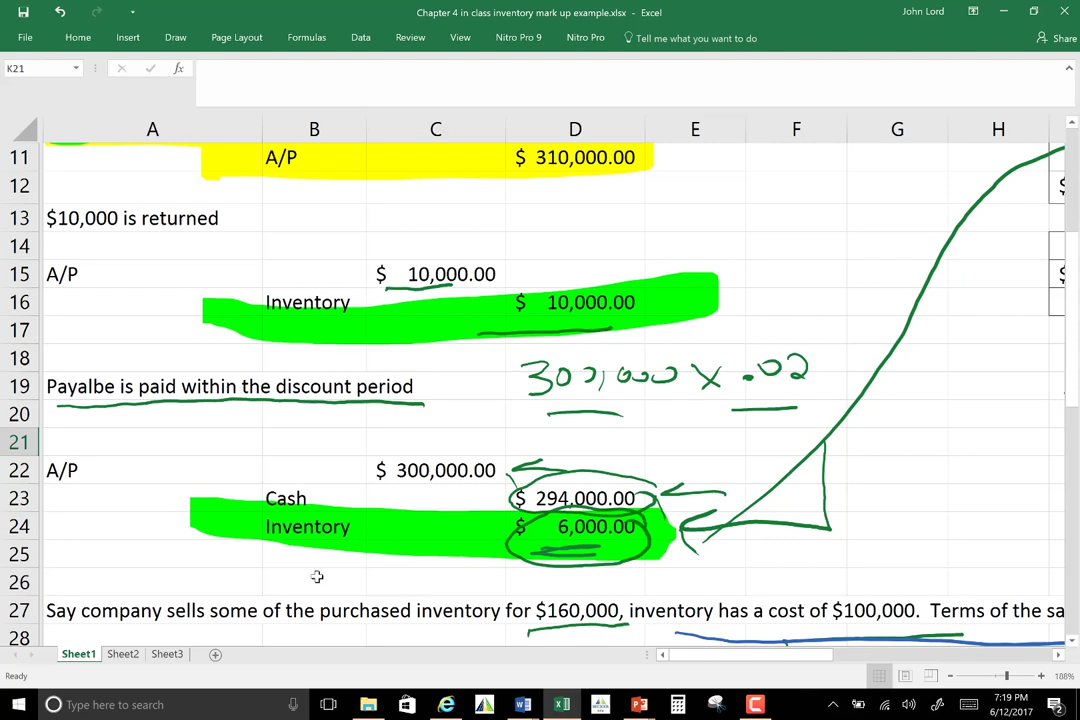 Chapter 4 in class inventory mark up example.xlsx - Excel
John Lord
File Home Insert Draw Page Layout Formulas Data Review View Nitro Pro 9 Nitro Pro Tell me what you want to do Share
K21 fx
A B C D E F G H
11 A/P $ 310,000.00
12 $
13 $10,000 is returned
14
15 A/P $ 10,000.00 $
16 Inventory $ 10,000.00
17
18
300,000 X .02
19 Payalbe is paid within the discount period
20
21
22 A/P $ 300,000.00
23 Cash $ 294,000.00
24 Inventory $ 6,000.00
25
26
27 Say company sells some of the purchased inventory for $160,000, inventory has a cost of $100,000. Terms of the sa
28
Sheet1 Sheet2 Sheet3
Ready 188%
Type here to search
7:19 PM
6/12/2017
2